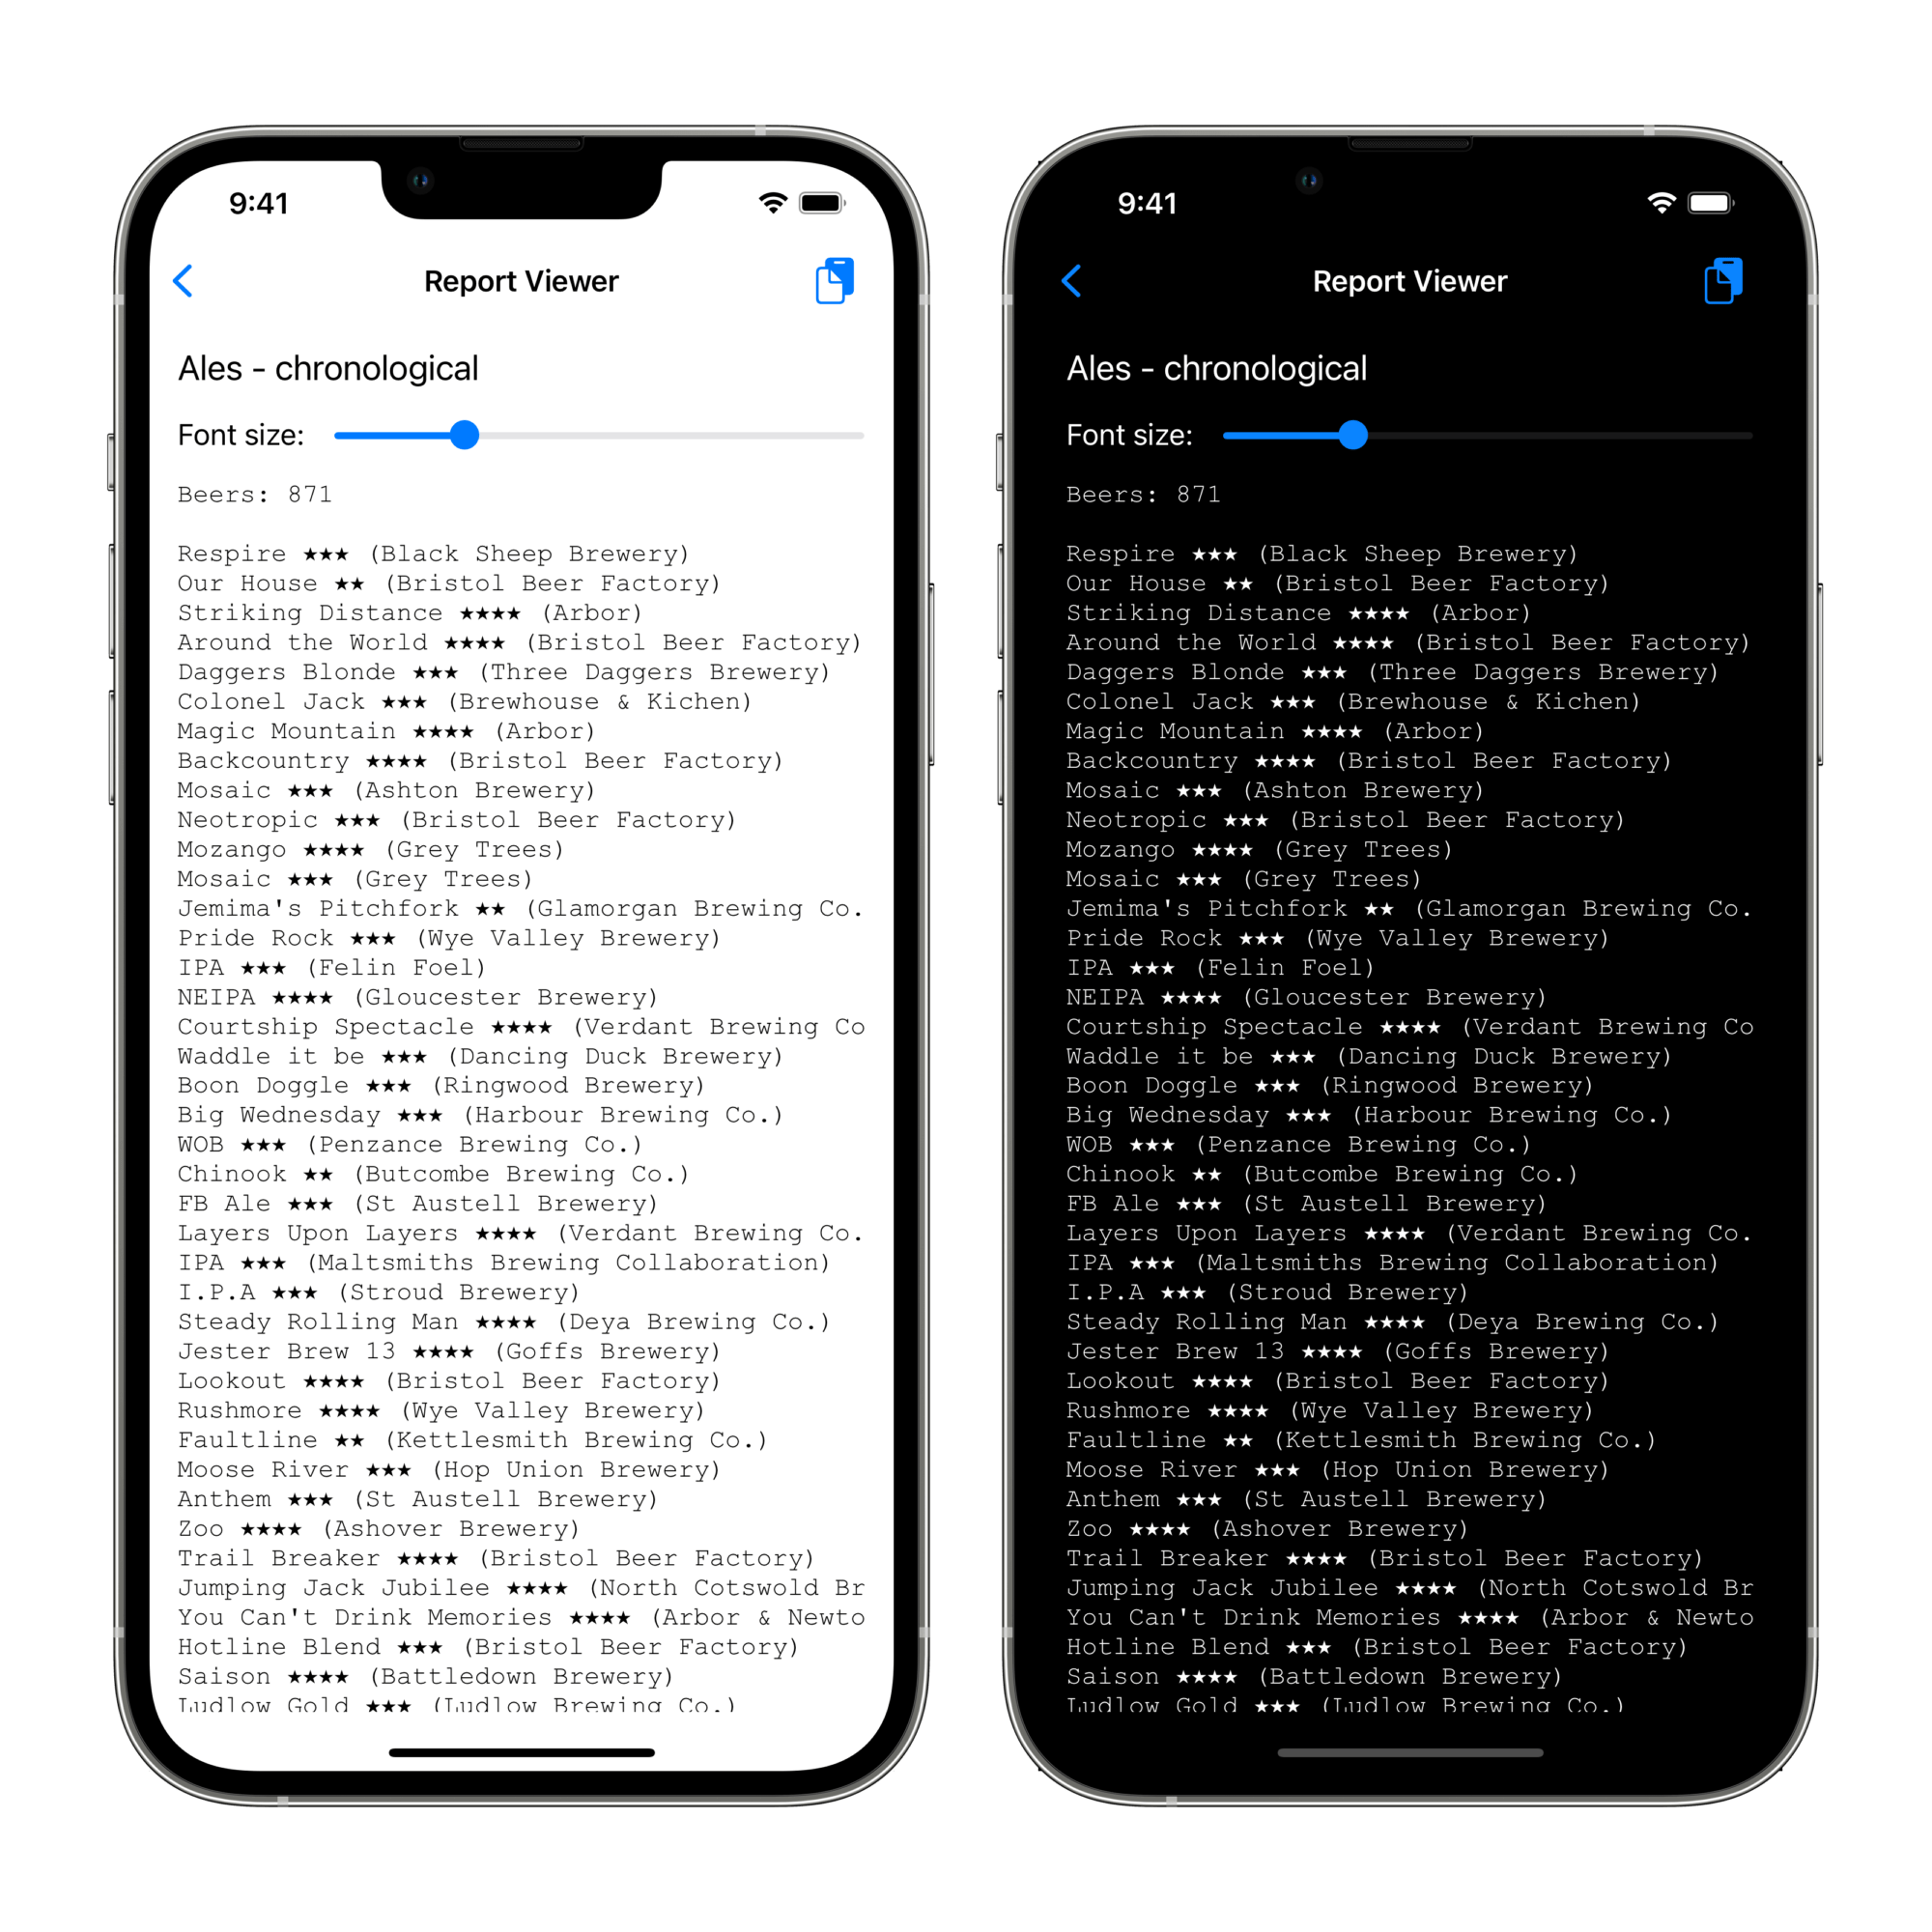 9:41
Report Viewer
Ales - chronological
Font size:
Beers: 871
Respire ★★★ (Black Sheep Brewery)
Our House ★★ (Bristol Beer Factory)
Striking Distance ★★★★ (Arbor)
Around the World ★★★★ (Bristol Beer Factory)
Daggers Blonde ★★★ (Three Daggers Brewery)
Colonel Jack ★★★ (Brewhouse & Kichen)
Magic Mountain ★★★★ (Arbor)
Backcountry ★★★★ (Bristol Beer Factory)
Mosaic ★★★ (Ashton Brewery)
Neotropic ★★★ (Bristol Beer Factory)
Mozango ★★★★ (Grey Trees)
Mosaic ★★★ (Grey Trees)
Jemima's Pitchfork ★★ (Glamorgan Brewing Co.
Pride Rock ★★★ (Wye Valley Brewery)
IPA ★★★ (Felin Foel)
NEIPA ★★★★ (Gloucester Brewery)
Courtship Spectacle ★★★★ (Verdant Brewing Co
Waddle it be ★★★ (Dancing Duck Brewery)
Boon Doggle ★★★ (Ringwood Brewery)
Big Wednesday ★★★ (Harbour Brewing Co.)
WOB ★★★ (Penzance Brewing Co.)
Chinook ★★ (Butcombe Brewing Co.)
FB Ale ★★★ (St Austell Brewery)
Layers Upon Layers ★★★★ (Verdant Brewing Co.
IPA ★★★ (Maltsmiths Brewing Collaboration)
I.P.A ★★★ (Stroud Brewery)
Steady Rolling Man ★★★★ (Deya Brewing Co.)
Jester Brew 13 ★★★★ (Goffs Brewery)
Lookout ★★★★ (Bristol Beer Factory)
Rushmore ★★★★ (Wye Valley Brewery)
Faultline ★★ (Kettlesmith Brewing Co.)
Moose River ★★★ (Hop Union Brewery)
Anthem ★★★ (St Austell Brewery)
Zoo ★★★★ (Ashover Brewery)
Trail Breaker ★★★★ (Bristol Beer Factory)
Jumping Jack Jubilee ★★★★ (North Cotswold Br
You Can't Drink Memories ★★★★ (Arbor & Newto
Hotline Blend ★★★ (Bristol Beer Factory)
Saison ★★★★ (Battledown Brewery)
Ludlow Gold ★★★ (Ludlow Brewing Co.)
9:41
Report Viewer
Ales - chronological
Font size:
Beers: 871
Respire ★★★ (Black Sheep Brewery)
Our House ★★ (Bristol Beer Factory)
Striking Distance ★★★★ (Arbor)
Around the World ★★★★ (Bristol Beer Factory)
Daggers Blonde ★★★ (Three Daggers Brewery)
Colonel Jack ★★★ (Brewhouse & Kichen)
Magic Mountain ★★★★ (Arbor)
Backcountry ★★★★ (Bristol Beer Factory)
Mosaic ★★★ (Ashton Brewery)
Neotropic ★★★ (Bristol Beer Factory)
Mozango ★★★★ (Grey Trees)
Mosaic ★★★ (Grey Trees)
Jemima's Pitchfork ★★ (Glamorgan Brewing Co.
Pride Rock ★★★ (Wye Valley Brewery)
IPA ★★★ (Felin Foel)
NEIPA ★★★★ (Gloucester Brewery)
Courtship Spectacle ★★★★ (Verdant Brewing Co
Waddle it be ★★★ (Dancing Duck Brewery)
Boon Doggle ★★★ (Ringwood Brewery)
Big Wednesday ★★★ (Harbour Brewing Co.)
WOB ★★★ (Penzance Brewing Co.)
Chinook ★★ (Butcombe Brewing Co.)
FB Ale ★★★ (St Austell Brewery)
Layers Upon Layers ★★★★ (Verdant Brewing Co.
IPA ★★★ (Maltsmiths Brewing Collaboration)
I.P.A ★★★ (Stroud Brewery)
Steady Rolling Man ★★★★ (Deya Brewing Co.)
Jester Brew 13 ★★★★ (Goffs Brewery)
Lookout ★★★★ (Bristol Beer Factory)
Rushmore ★★★★ (Wye Valley Brewery)
Faultline ★★ (Kettlesmith Brewing Co.)
Moose River ★★★ (Hop Union Brewery)
Anthem ★★★ (St Austell Brewery)
Zoo ★★★★ (Ashover Brewery)
Trail Breaker ★★★★ (Bristol Beer Factory)
Jumping Jack Jubilee ★★★★ (North Cotswold Br
You Can't Drink Memories ★★★★ (Arbor & Newto
Hotline Blend ★★★ (Bristol Beer Factory)
Saison ★★★★ (Battledown Brewery)
Ludlow Gold ★★★ (Ludlow Brewing Co.)